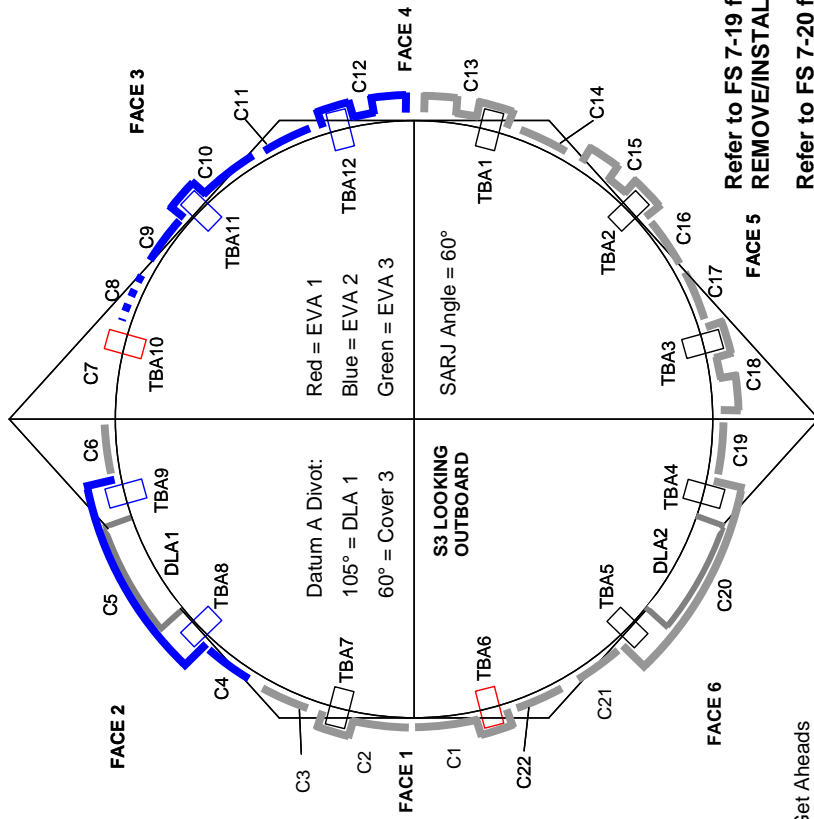 FACE 2
FACE 3
C5
C6
C7
C8
C9
C10
C11
C12
C4
C3
C2
FACE 1
C1
C22
C21
C20
C19
C18
C17
C16
C15
C14
C13
FACE 4
FACE 5
FACE 6
DLA1
DLA2
TBA9
TBA10
TBA11
TBA12
TBA8
TBA7
TBA6
TBA5
TBA4
TBA3
TBA2
TBA1
Datum A Divot:
105° = DLA 1
60° = Cover 3
Red = EVA 1
Blue = EVA 2
Green = EVA 3
S3 LOOKING
OUTBOARD
SARJ Angle = 60°
Refer to FS 7-19 f
REMOVE/INSTAL
Refer to FS 7-20 f
Get Aheads